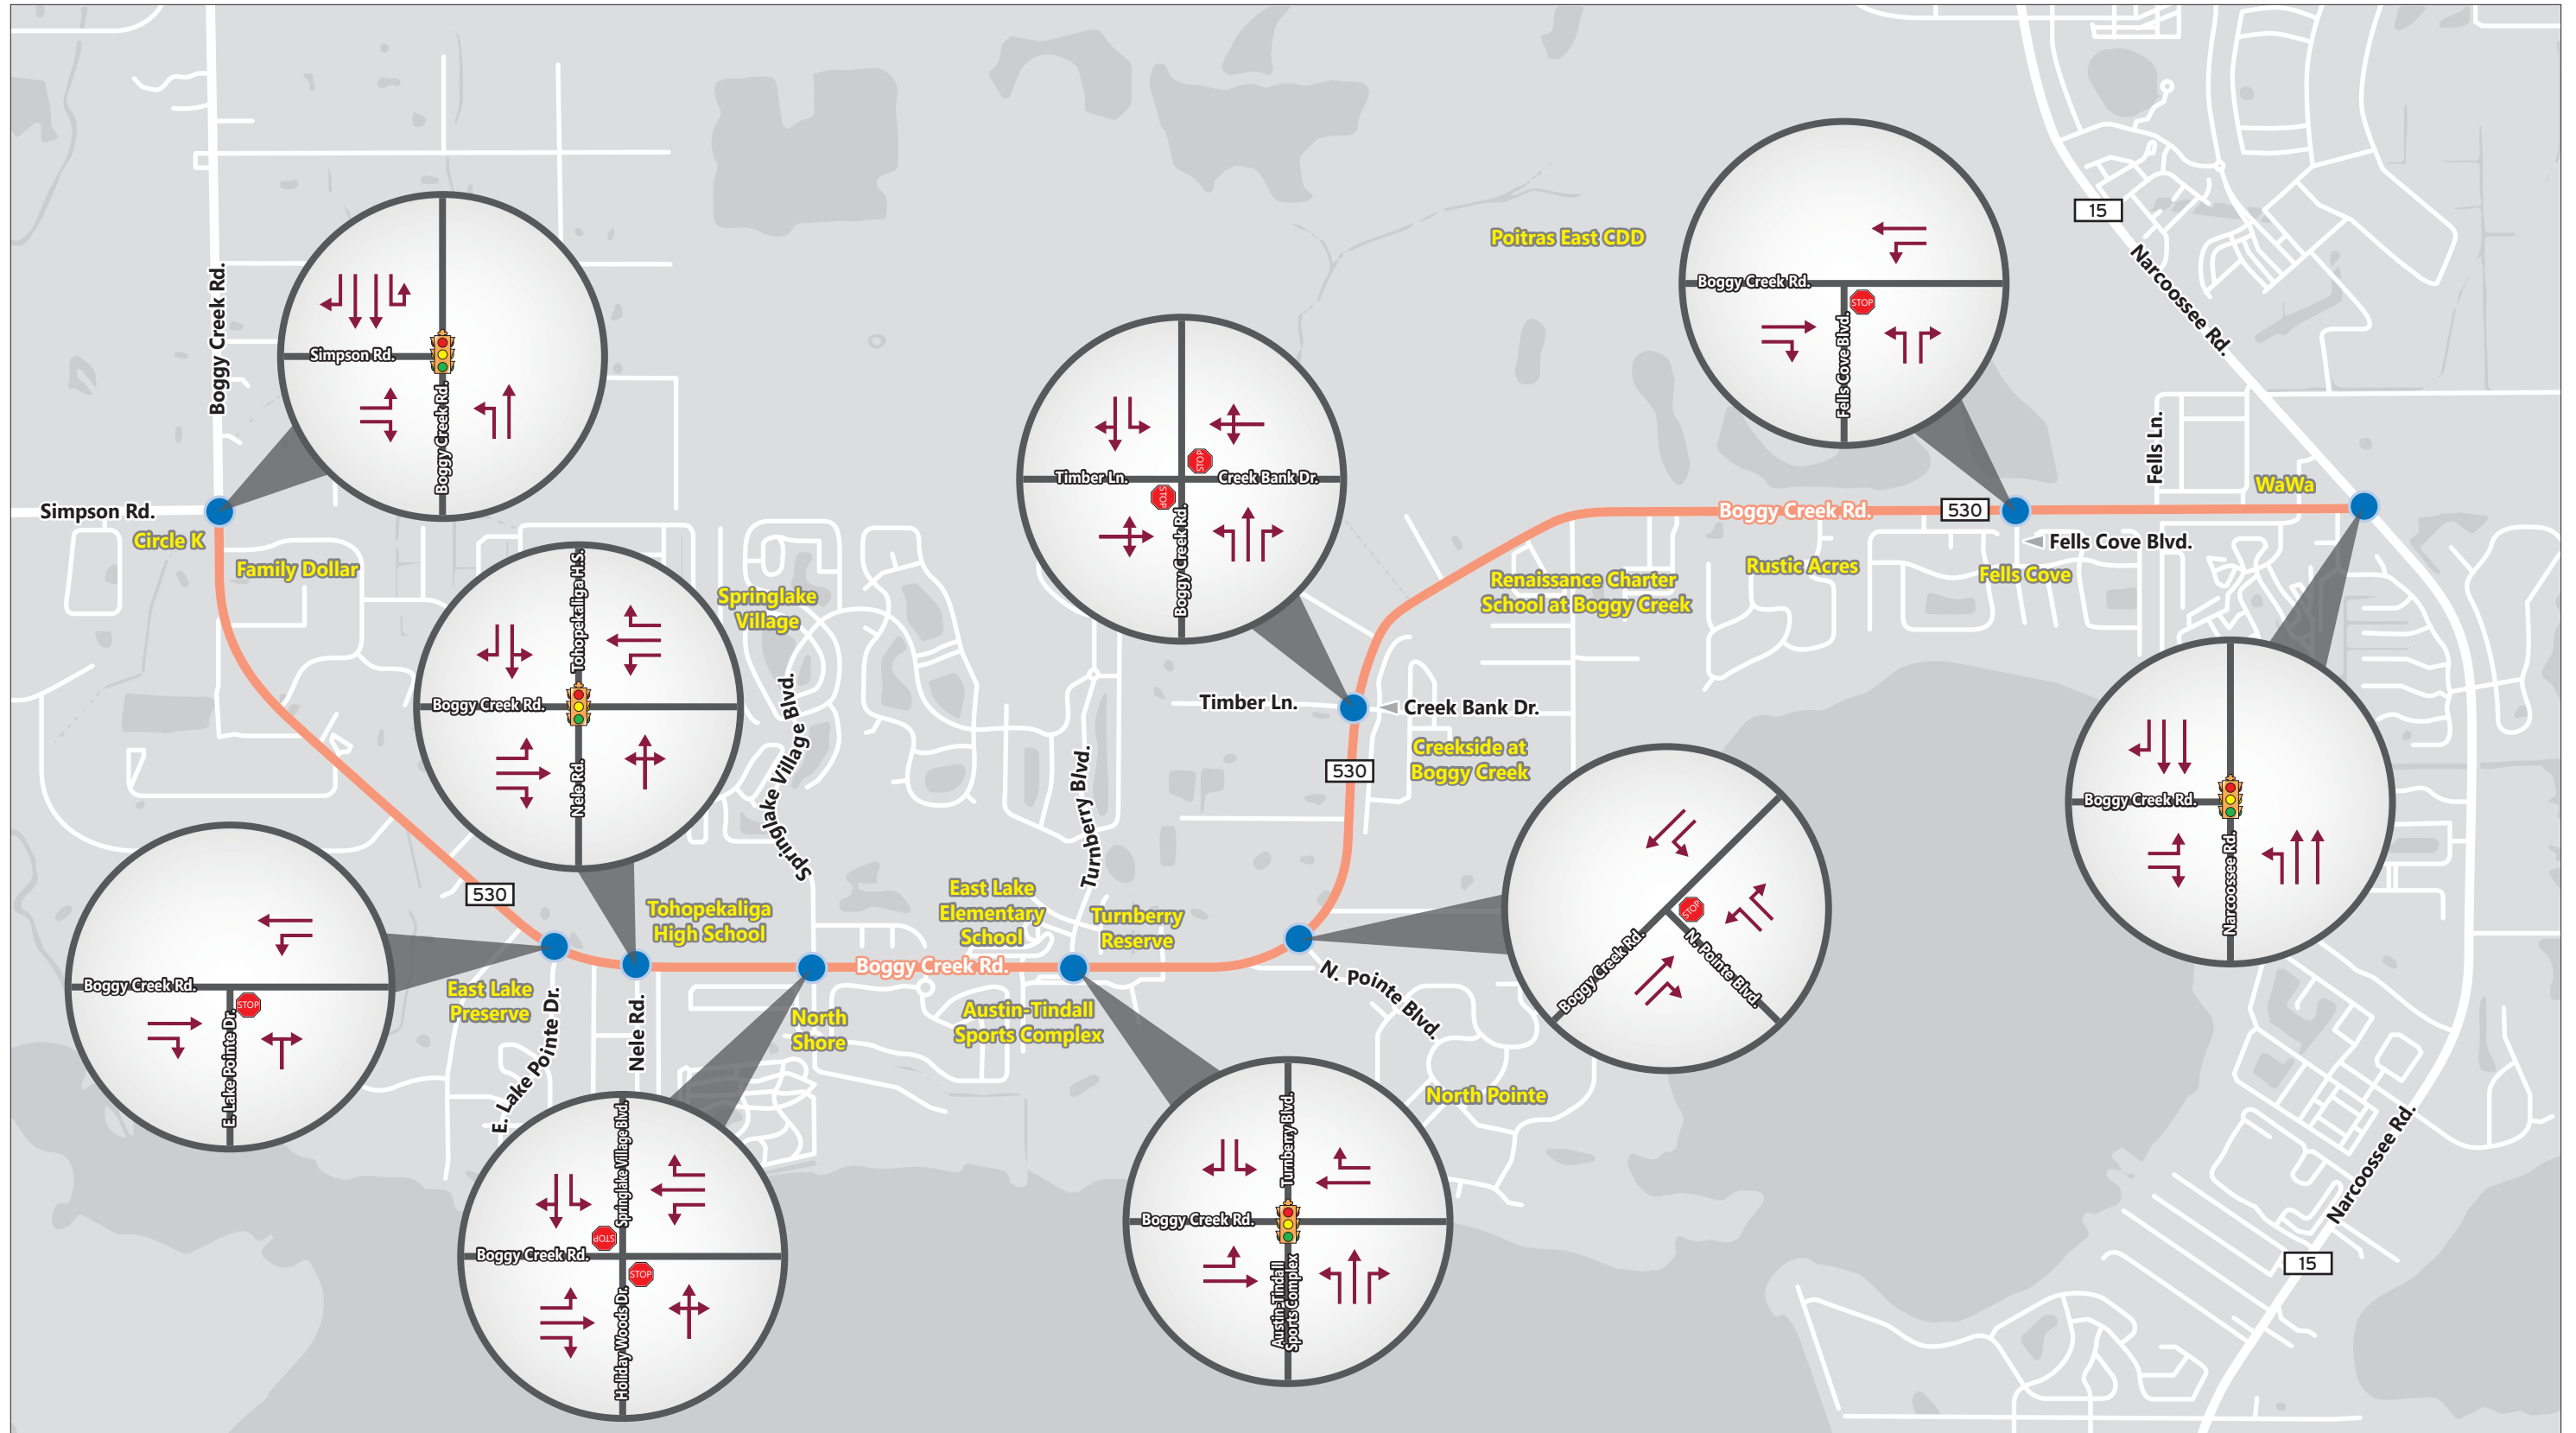 Poitras East CDD
15
Narcoossee Rd.
Boggy Creek Rd.
Simpson Rd.
Boggy Creek Rd.
Boggy Creek Rd.
STOP
Fells Cove Blvd.
Timber Ln.
STOP
Creek Bank Dr.
STOP
Boggy Creek Rd.
Simpson Rd.
Circle K
Family Dollar
Boggy Creek Rd.
530
Fells Ln.
WaWa
Fells Cove Blvd.
Rustic Acres
Fells Cove
Renaissance Charter
School at Boggy Creek
Tohopekaliga H.S.
Boggy Creek Rd.
Nele Rd.
Springlake
Village
Springlake Village Blvd.
Turnberry Blvd.
Timber Ln.
Creek Bank Dr.
530
Creekside at
Boggy Creek
Boggy Creek Rd.
Narcoossee Rd.
530
Tohopekaliga
High School
East Lake
Elementary
School
Turnberry
Reserve
Boggy Creek Rd.
STOP
Boggy Creek Rd.
N. Pointe Blvd.
Boggy Creek Rd.
STOP
E. Lake Pointe Dr.
East Lake
Preserve
E. Lake Pointe Dr.
Nele Rd.
North
Shore
Austin-Tindall
Sports Complex
N. Pointe Blvd.
North Pointe
Springlake Village Blvd.
STOP
Boggy Creek Rd.
STOP
Holiday Woods Dr.
Turnberry Blvd.
Boggy Creek Rd.
Austin-Tindall
Sports Complex
Narcoossee Rd.
15